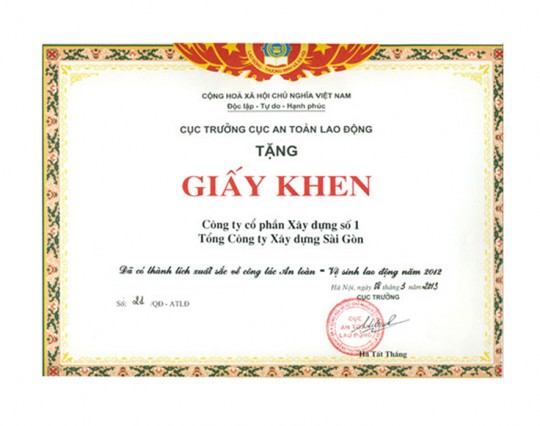 CỘNG HOÀ XÃ HỘI CHỦ NGHĨA VIỆT NAM
Độc lập - Tự do - Hạnh phúc
CỤC TRƯỞNG CỤC AN TOÀN LAO ĐỘNG
TẶNG
GIẤY KHEN
Công ty cổ phần Xây dựng số 1
Tổng Công ty Xây dựng Sài Gòn
Đã có thành tích xuất sắc về công tác An toàn - Vệ sinh lao động năm 2012
Hà Nội, ngày 08 tháng 5 năm 2013
Số: 22 /QĐ - ATLĐ
CỤC TRƯỞNG
CỤC
AN TOÀN
LAO ĐỘNG
Hà Tất Thắng